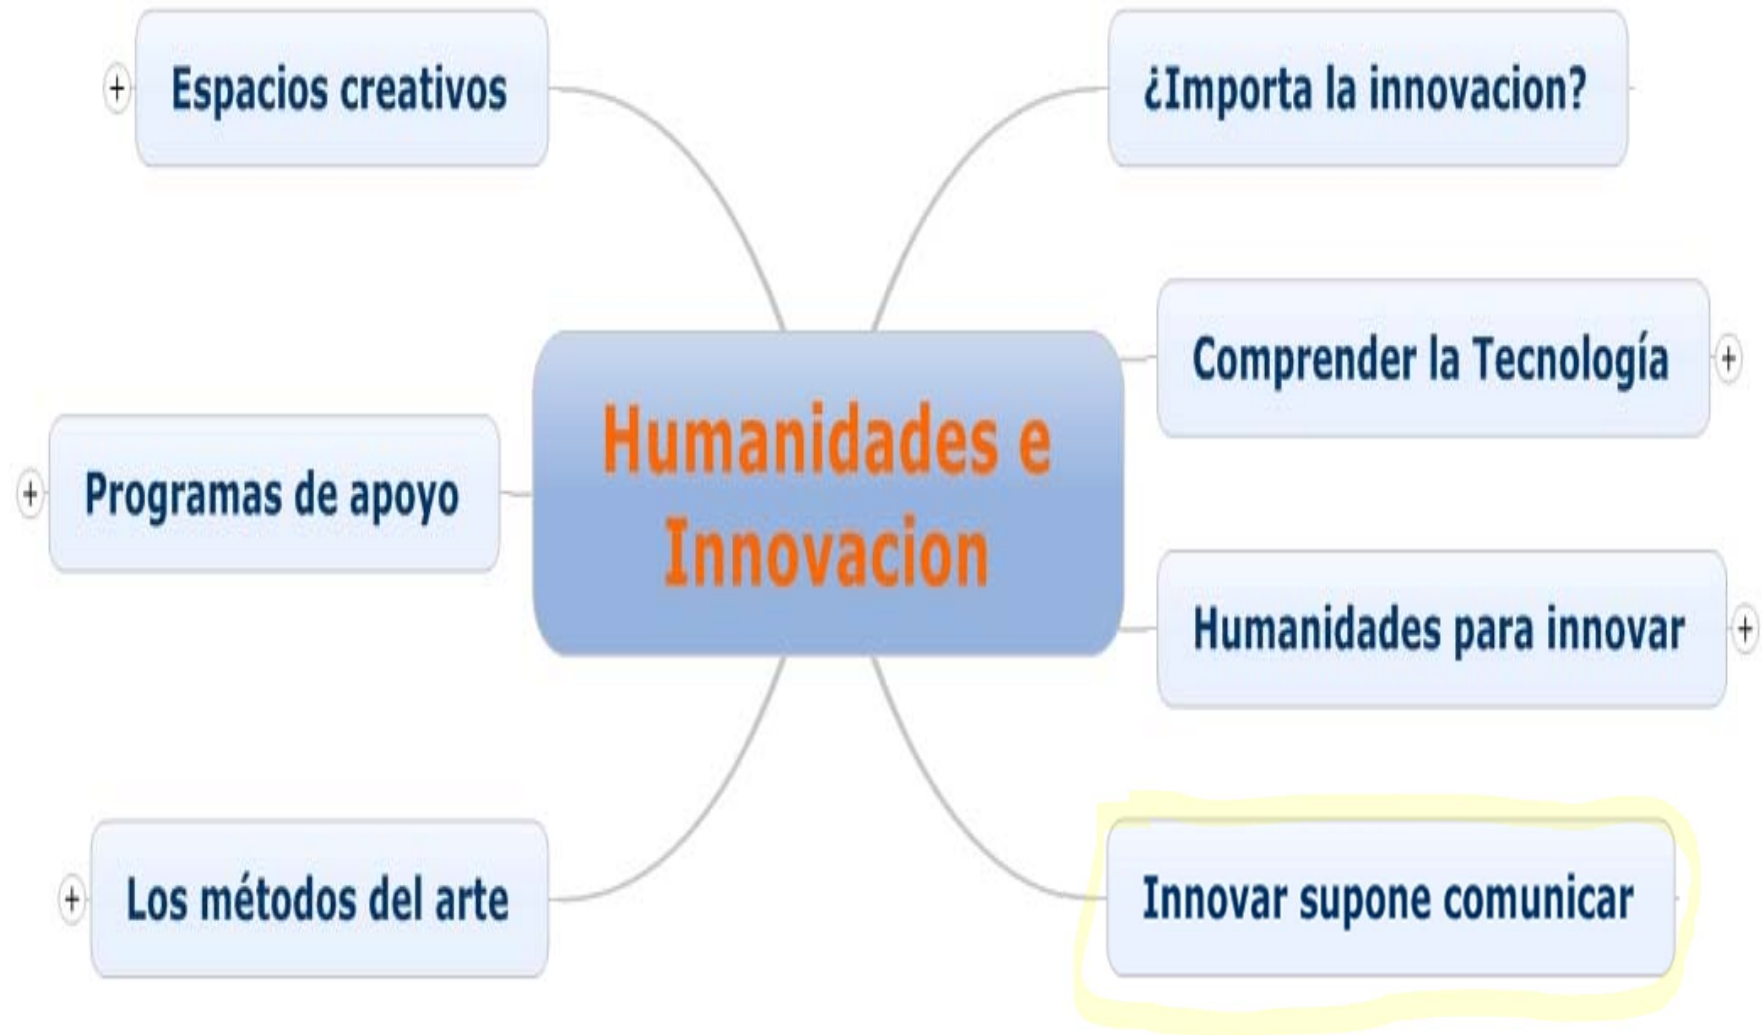 Espacios creativos
¿Importa la innovacion?
Comprender la Tecnología
Humanidades e
Innovacion
Programas de apoyo
Humanidades para innovar
Los métodos del arte
Innovar supone comunicar